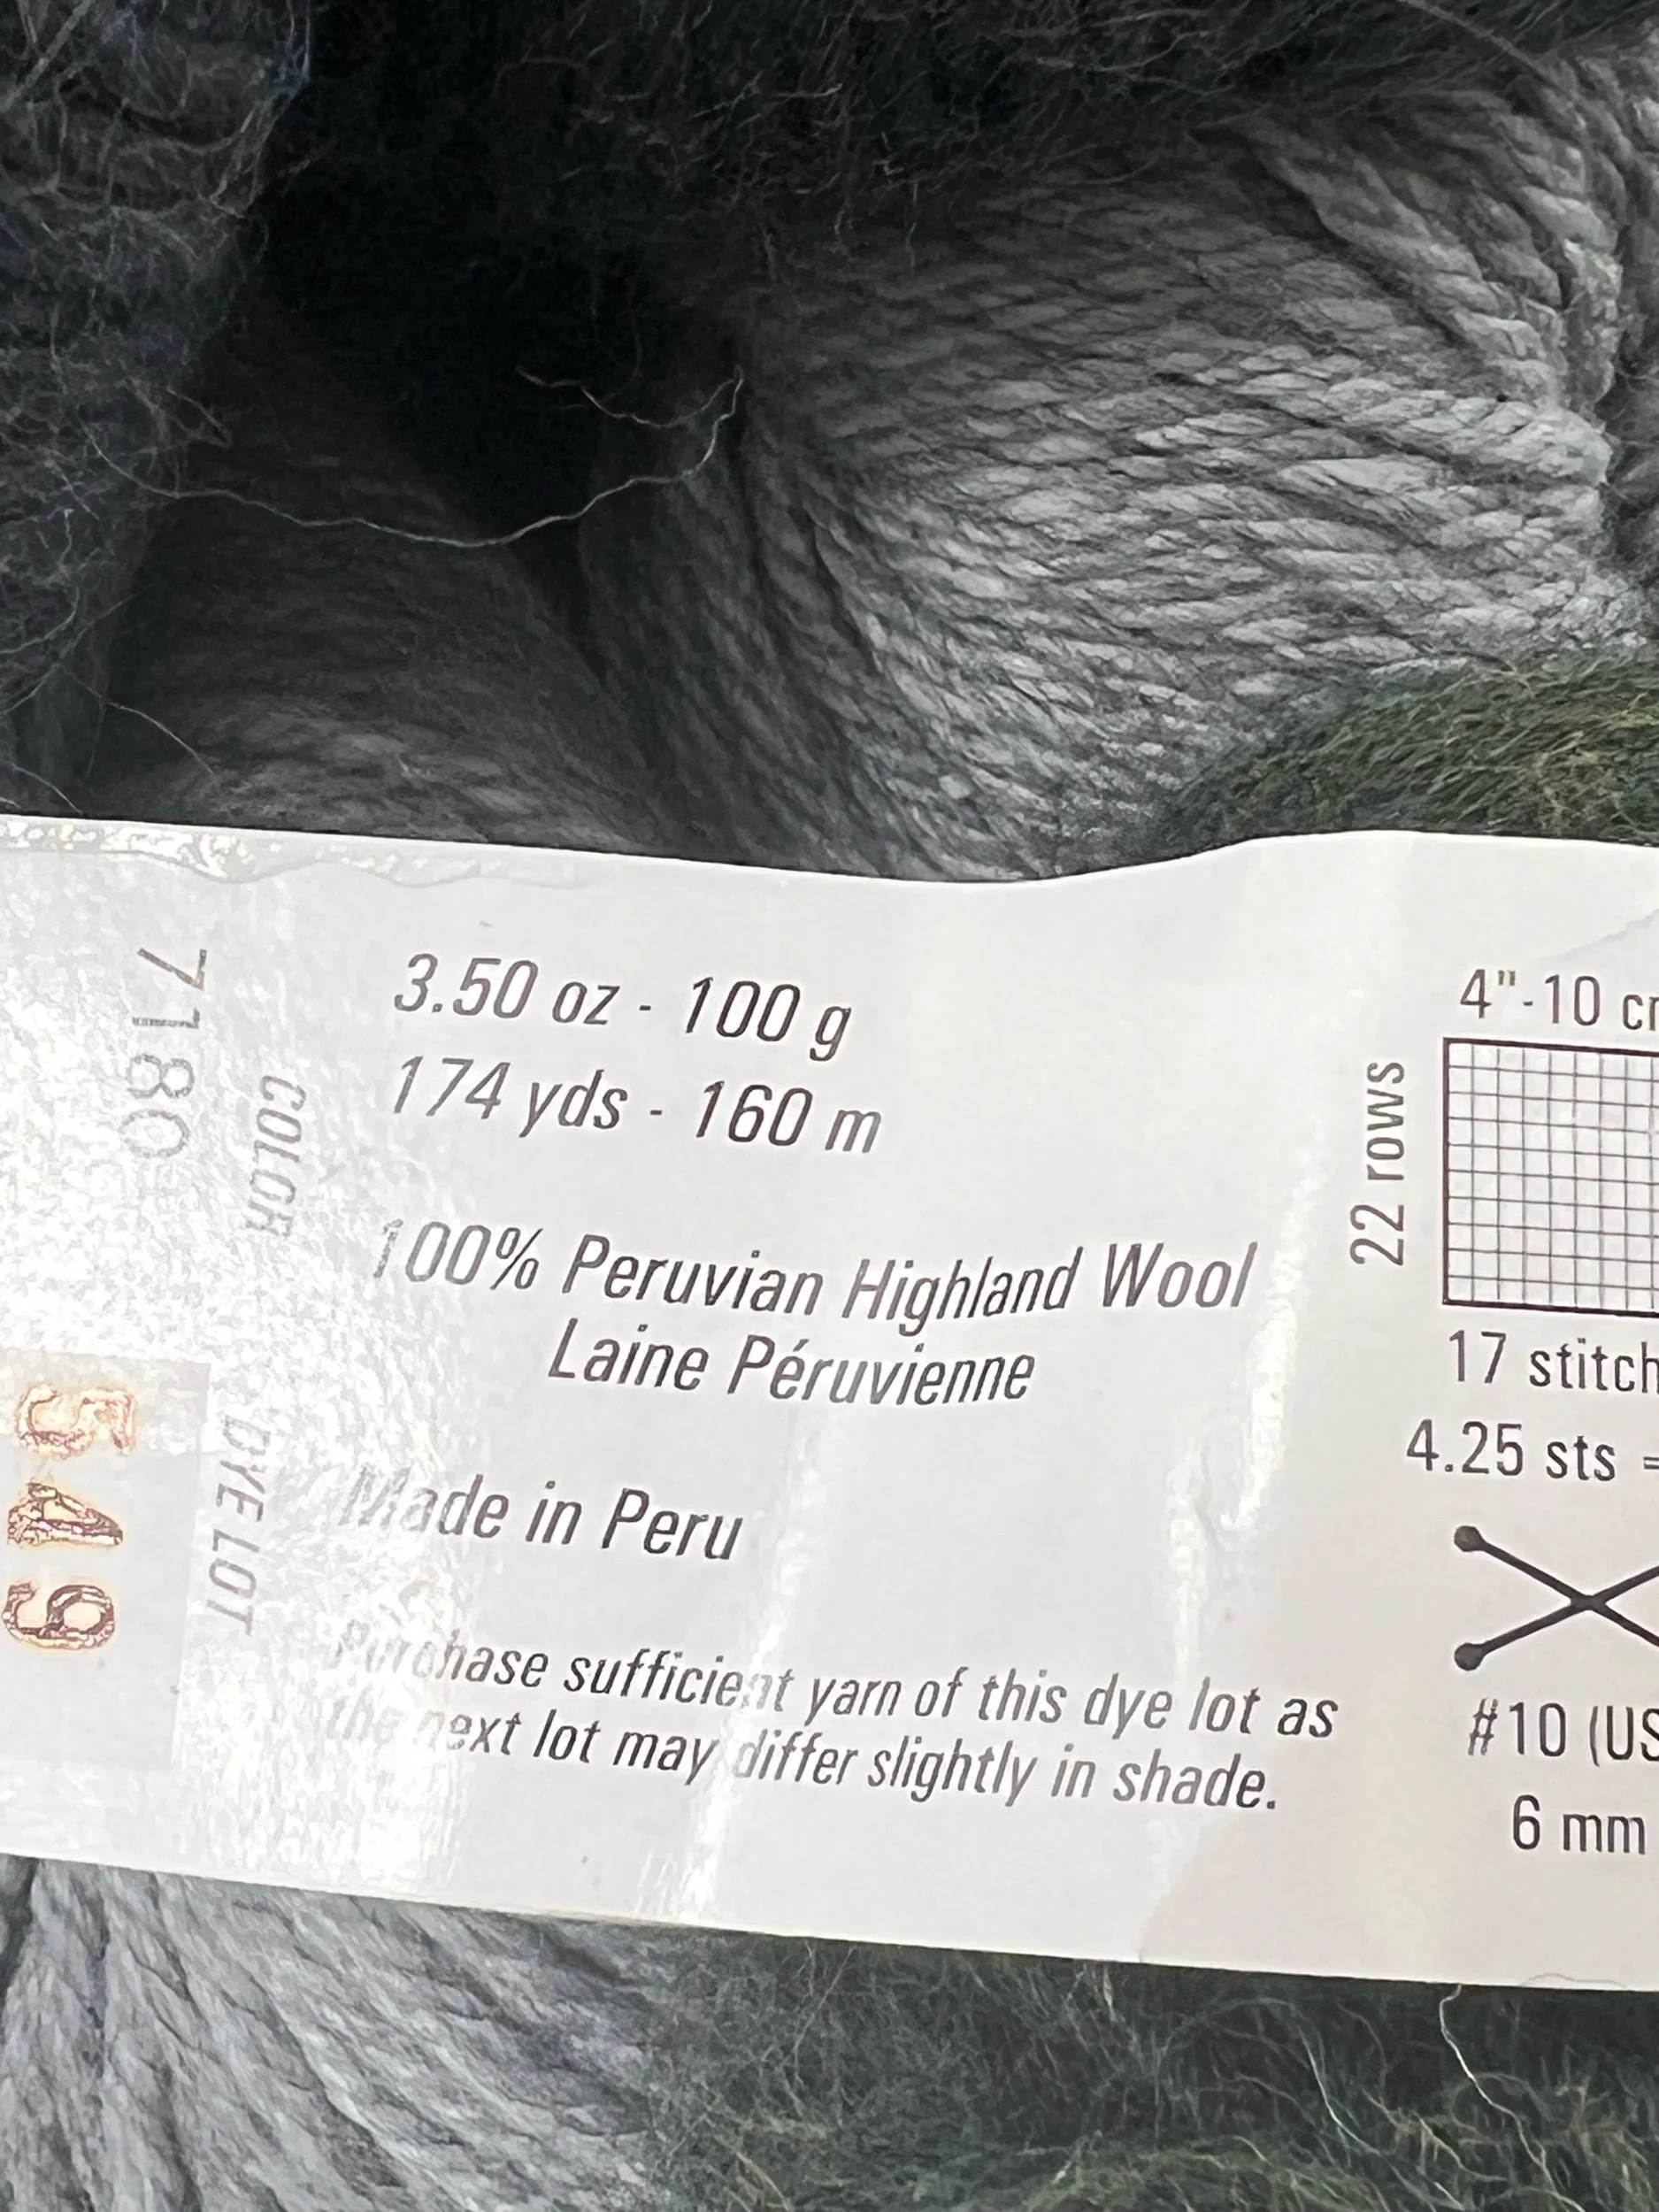 7180
COLOR
5149
DYE LOT
3.50 oz - 100 g
174 yds - 160 m
100% Peruvian Highland Wool
Laine Péruvienne
Made in Peru
Purchase sufficient yarn of this dye lot as
the next lot may differ slightly in shade.
4"-10
22 rows
17
4.25 sts =
#10 (US
6 mm